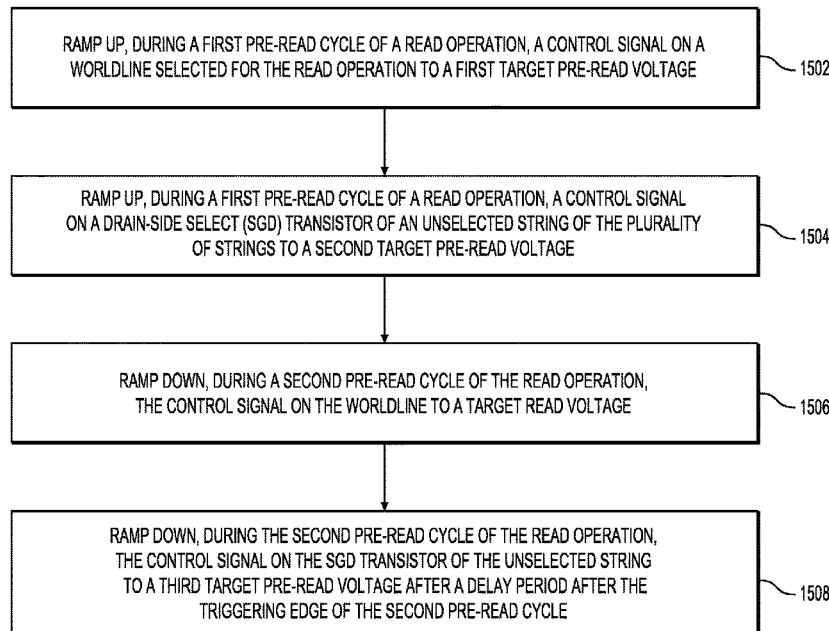 RAMP UP, DURING A FIRST PRE-READ CYCLE OF A READ OPERATION, A CONTROL SIGNAL ON A
WORLDLINE SELECTED FOR THE READ OPERATION TO A FIRST TARGET PRE-READ VOLTAGE
1502
RAMP UP, DURING A FIRST PRE-READ CYCLE OF A READ OPERATION, A CONTROL SIGNAL
ON A DRAIN-SIDE SELECT (SGD) TRANSISTOR OF AN UNSELECTED STRING OF THE PLURALITY
OF STRINGS TO A SECOND TARGET PRE-READ VOLTAGE
1504
RAMP DOWN, DURING A SECOND PRE-READ CYCLE OF THE READ OPERATION,
THE CONTROL SIGNAL ON THE WORLDLINE TO A TARGET READ VOLTAGE
1506
RAMP DOWN, DURING THE SECOND PRE-READ CYCLE OF THE READ OPERATION,
THE CONTROL SIGNAL ON THE SGD TRANSISTOR OF THE UNSELECTED STRING
TO A THIRD TARGET PRE-READ VOLTAGE AFTER A DELAY PERIOD AFTER THE
TRIGGERING EDGE OF THE SECOND PRE-READ CYCLE
1508